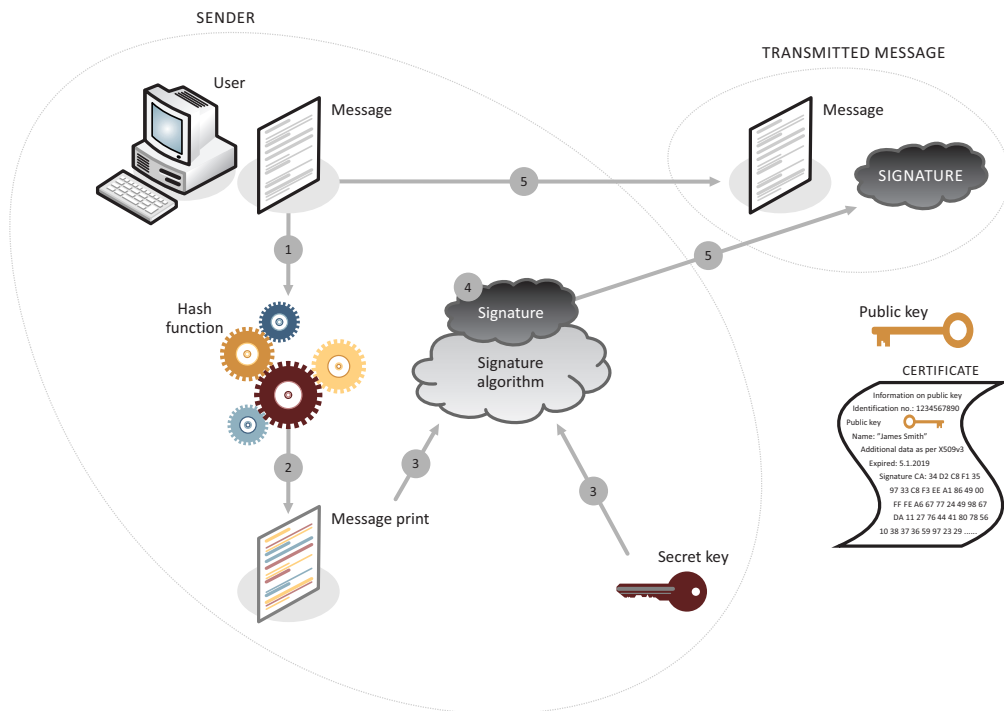 SENDER
TRANSMITTED MESSAGE
User
Message
Message
5
SIGNATURE
1
5
4
Hash
function
Signature
Signature
algorithm
Public key
CERTIFICATE
Information on public key
Identification no.: 1234567890
Public key
Name: "James Smith"
Additional data as per X509v3
Expired: 5.1.2019
Signature CA: 34 D2 C8 F1 35
97 33 C8 F3 EE A1 86 49 00
FF FE A6 67 77 24 49 98 67
DA 11 27 76 44 41 80 78 56
10 38 37 36 59 97 23 29 ......
2
3
3
Message print
Secret key